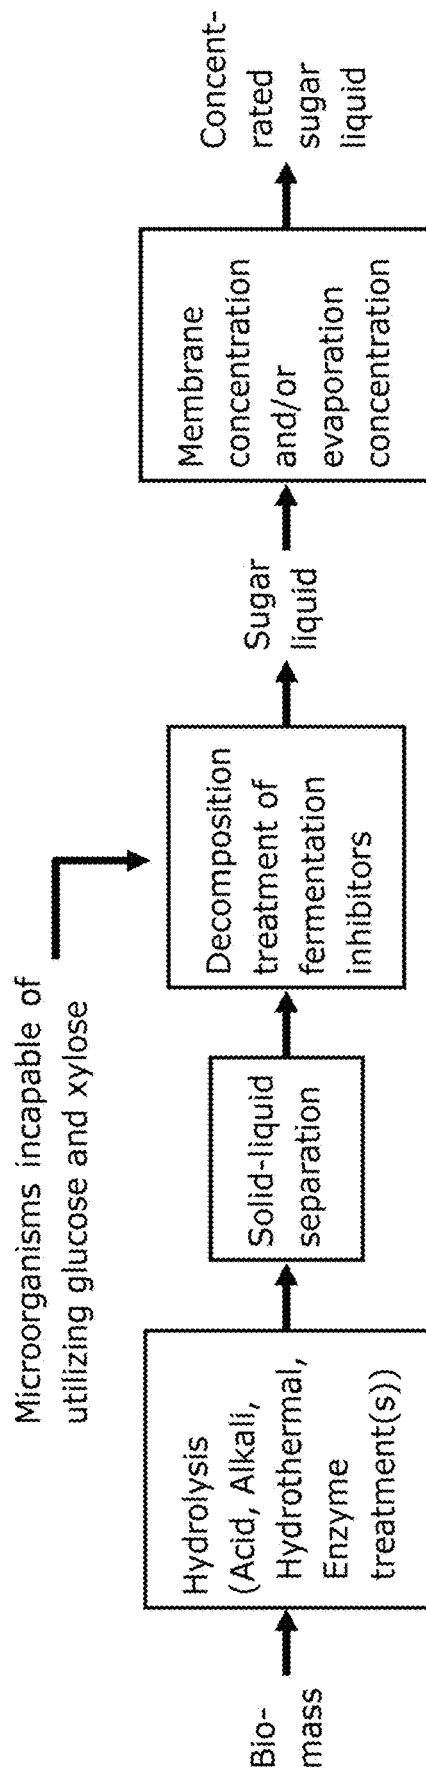 Microorganisms incapable of
utilizing glucose and xylose
Bio-
mass
Hydrolysis
(Acid, Alkali,
Hydrothermal,
Enzyme
treatment(s))
Solid-liquid
separation
Decomposition
treatment of
fermentation
inhibitors
Sugar
liquid
Membrane
concentration
and/or
evaporation
concentration
Concent-
rated
sugar
liquid